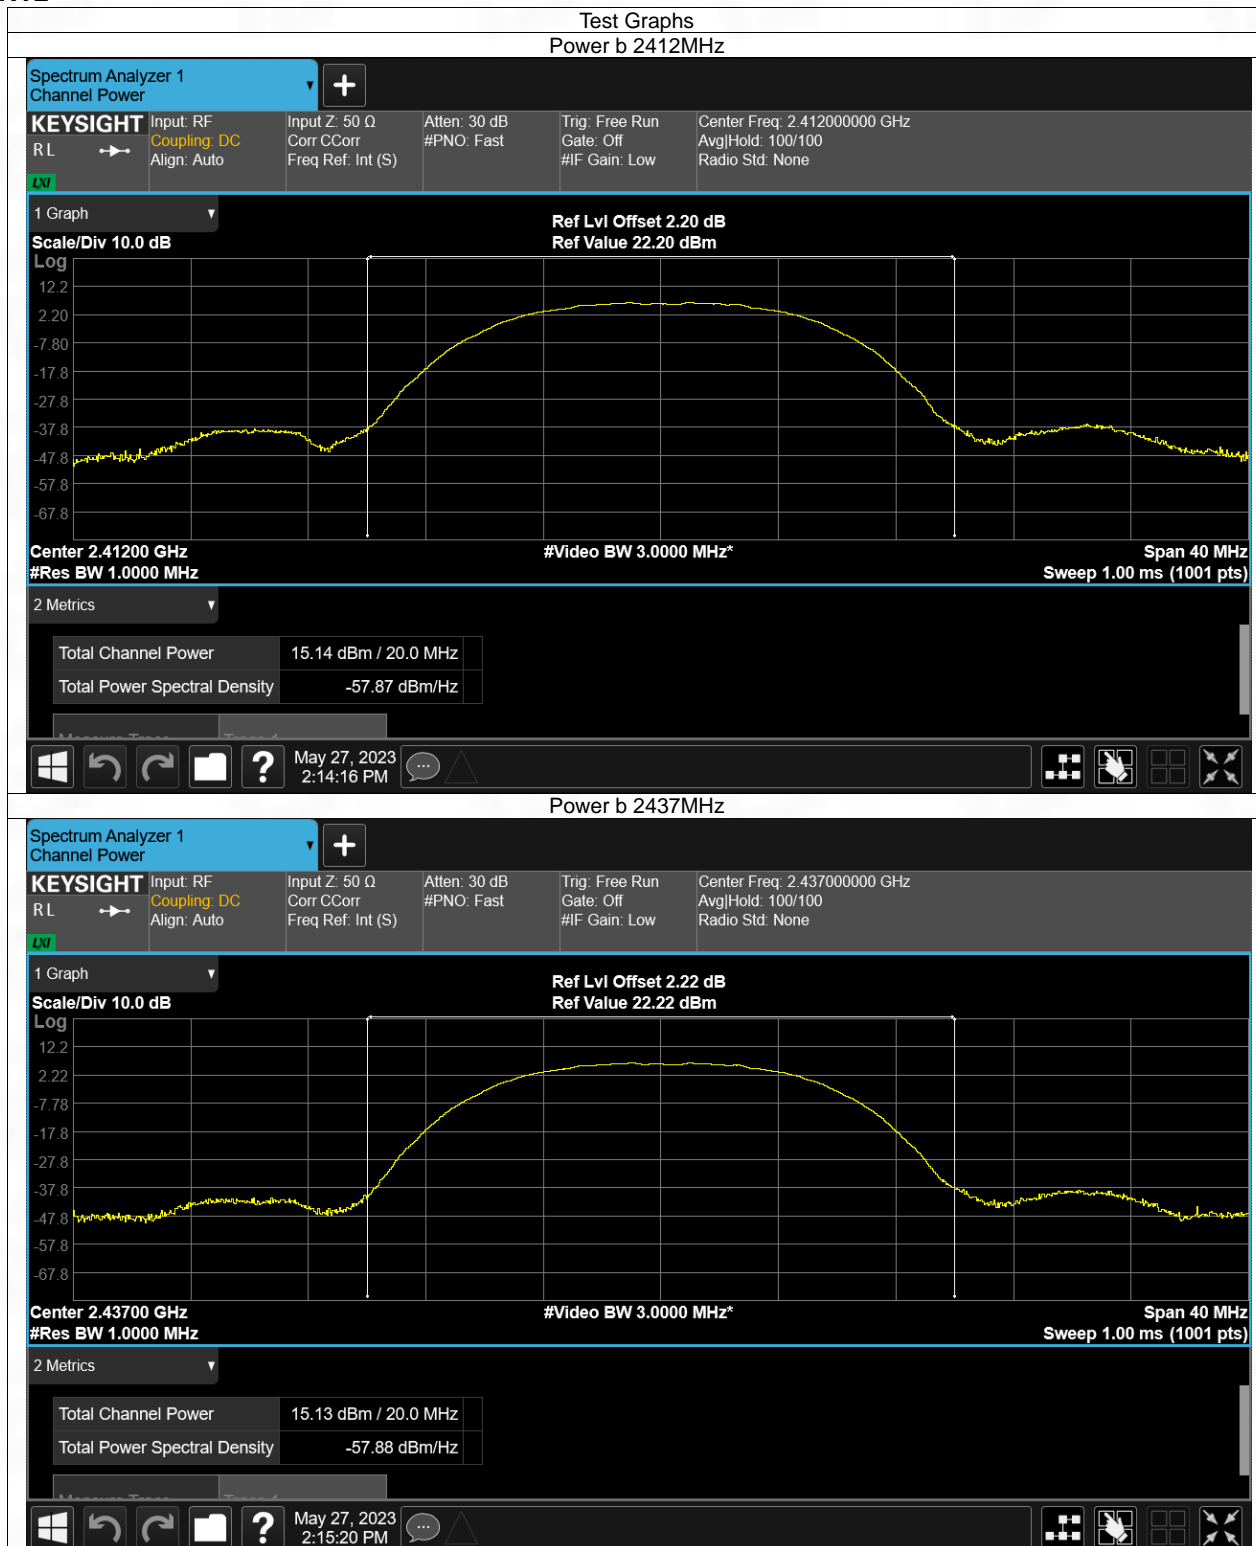 Test Graphs
Power b 2412MHz
Spectrum Analyzer 1
Channel Power
KEYSIGHT Input: RF Input Z: 50 Ω Atten: 30 dB Trig: Free Run Center Freq: 2.412000000 GHz
R L Coupling: DC Corr CCorr #PNO: Fast Gate: Off Avg|Hold: 100/100
Align: Auto Freq Ref: Int (S) #IF Gain: Low Radio Std: None
LXI
1 Graph
Ref Lvl Offset 2.20 dB
Scale/Div 10.0 dB Ref Value 22.20 dBm
Log
12.2
2.20
-7.80
-17.8
-27.8
-37.8
-47.8
-57.8
-67.8
Center 2.41200 GHz #Video BW 3.0000 MHz* Span 40 MHz
#Res BW 1.0000 MHz Sweep 1.00 ms (1001 pts)
2 Metrics
Total Channel Power 15.14 dBm / 20.0 MHz
Total Power Spectral Density -57.87 dBm/Hz
May 27, 2023
2:14:16 PM
Power b 2437MHz
Spectrum Analyzer 1
Channel Power
KEYSIGHT Input: RF Input Z: 50 Ω Atten: 30 dB Trig: Free Run Center Freq: 2.437000000 GHz
R L Coupling: DC Corr CCorr #PNO: Fast Gate: Off Avg|Hold: 100/100
Align: Auto Freq Ref: Int (S) #IF Gain: Low Radio Std: None
LXI
1 Graph
Ref Lvl Offset 2.22 dB
Scale/Div 10.0 dB Ref Value 22.22 dBm
Log
12.2
2.22
-7.78
-17.8
-27.8
-37.8
-47.8
-57.8
-67.8
Center 2.43700 GHz #Video BW 3.0000 MHz* Span 40 MHz
#Res BW 1.0000 MHz Sweep 1.00 ms (1001 pts)
2 Metrics
Total Channel Power 15.13 dBm / 20.0 MHz
Total Power Spectral Density -57.88 dBm/Hz
May 27, 2023
2:15:20 PM